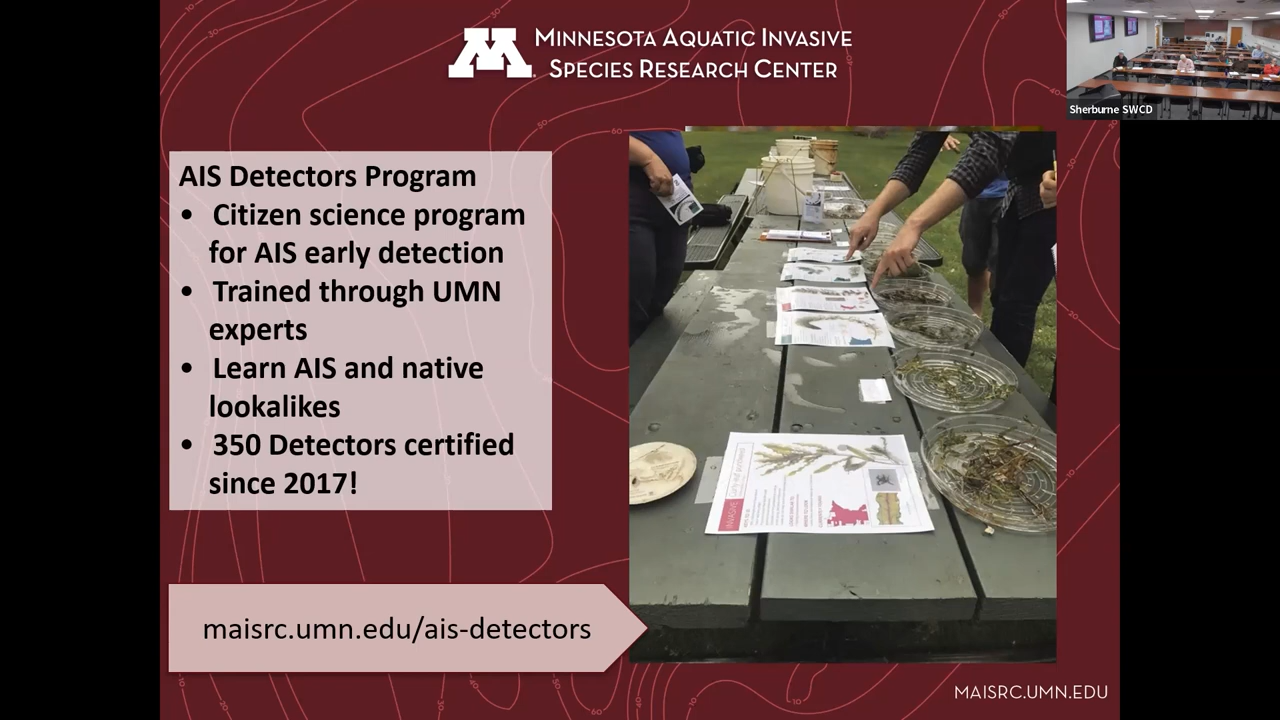 MINNESOTA AQUATIC INVASIVE
SPECIES RESEARCH CENTER
Sherburne SWCD
AIS Detectors Program
• Citizen science program
for AIS early detection
• Trained through UMN
experts
• Learn AIS and native
lookalikes
• 350 Detectors certified
since 2017!
INVASIVE
maisrc.umn.edu/ais-detectors
MAISRC.UMN.EDU